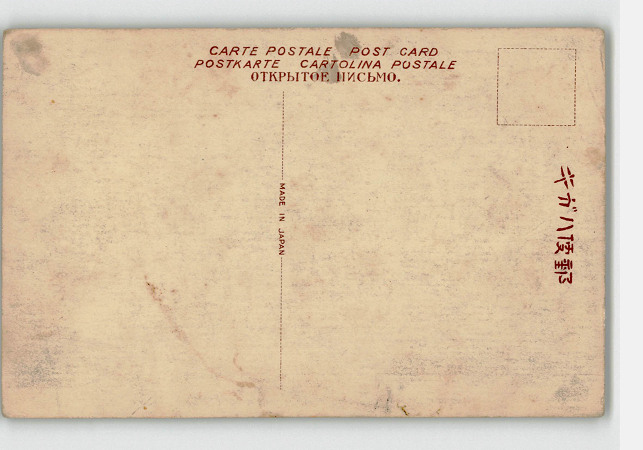 CARTE POSTALE POST CARD
POSTKARTE CARTOLINA POSTALE
ОТКРЫТОЕ ПИСЬМО.
MADE IN JAPAN
郵便ハガキ